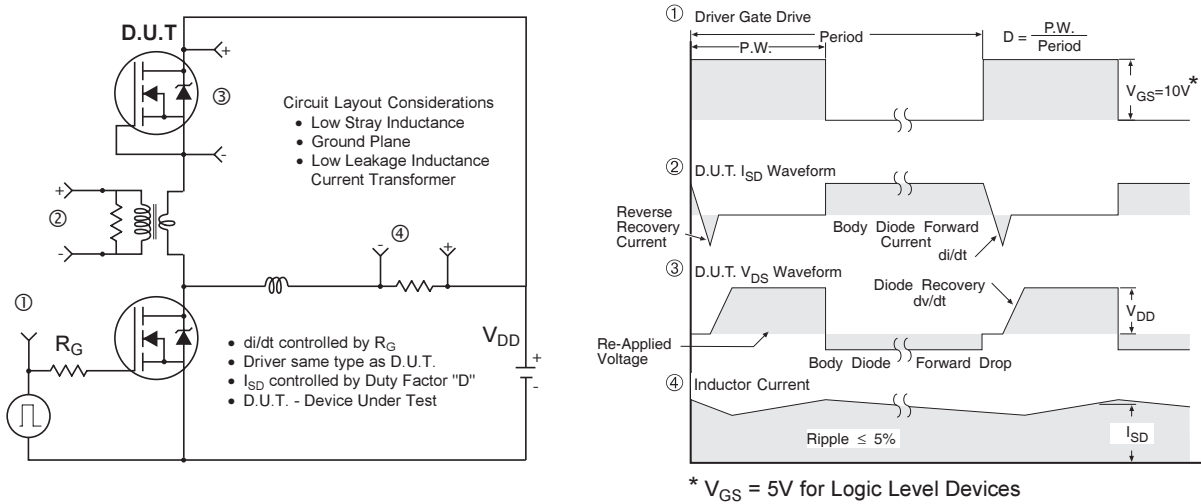 D.U.T
+
③
-
Circuit Layout Considerations
• Low Stray Inductance
• Ground Plane
• Low Leakage Inductance
Current Transformer
+
②
-
④
-
+
①
R_G
V_DD
+
-
• di/dt controlled by R_G
• Driver same type as D.U.T.
• I_SD controlled by Duty Factor "D"
• D.U.T. - Device Under Test
① Driver Gate Drive
Period
P.W.
D = P.W. / Period
V_GS=10V *
② D.U.T. I_SD Waveform
Reverse
Recovery
Current
Body Diode Forward
Current
di/dt
③ D.U.T. V_DS Waveform
Diode Recovery
dv/dt
V_DD
Re-Applied
Voltage
Body Diode Forward Drop
④ Inductor Current
Ripple ≤ 5%
I_SD
* V_GS = 5V for Logic Level Devices